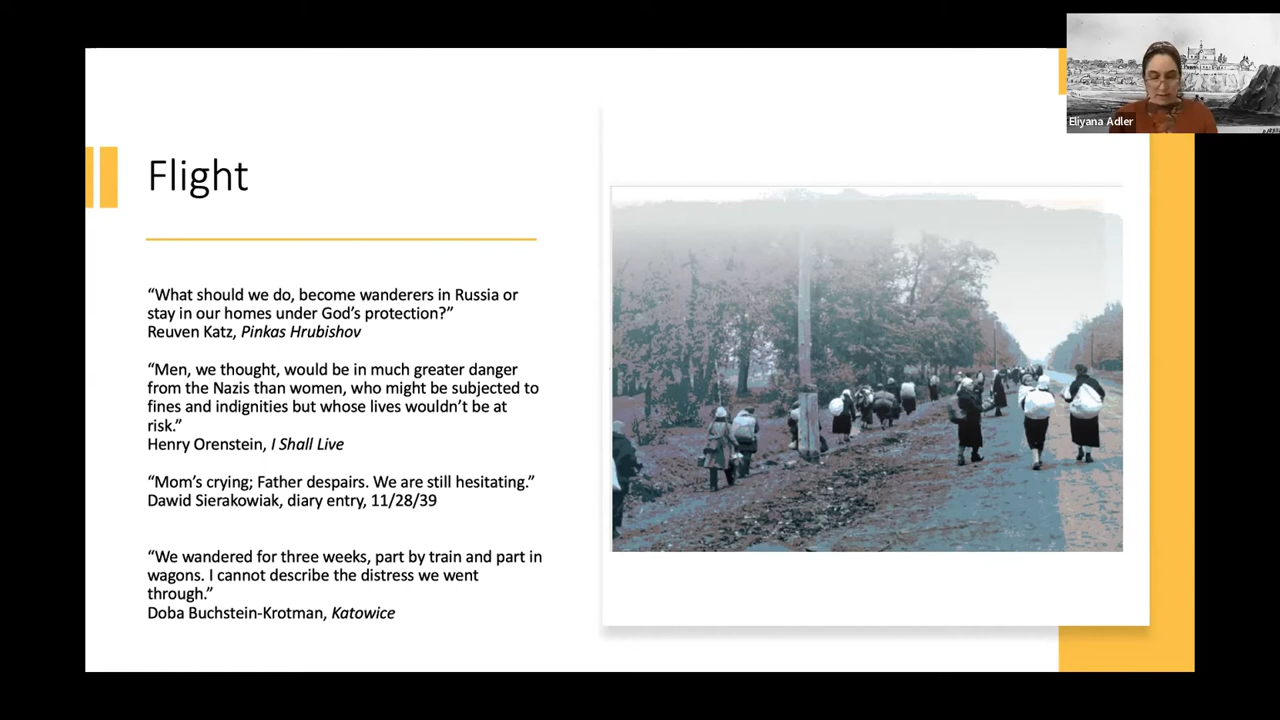 Eliyana Adler
Flight
“What should we do, become wanderers in Russia or
stay in our homes under God’s protection?”
Reuven Katz, Pinkas Hrubishov
“Men, we thought, would be in much greater danger
from the Nazis than women, who might be subjected to
fines and indignities but whose lives wouldn’t be at
risk.”
Henry Orenstein, I Shall Live
“Mom’s crying; Father despairs. We are still hesitating.”
Dawid Sierakowiak, diary entry, 11/28/39
“We wandered for three weeks, part by train and part in
wagons. I cannot describe the distress we went
through.”
Doba Buchstein-Krotman, Katowice